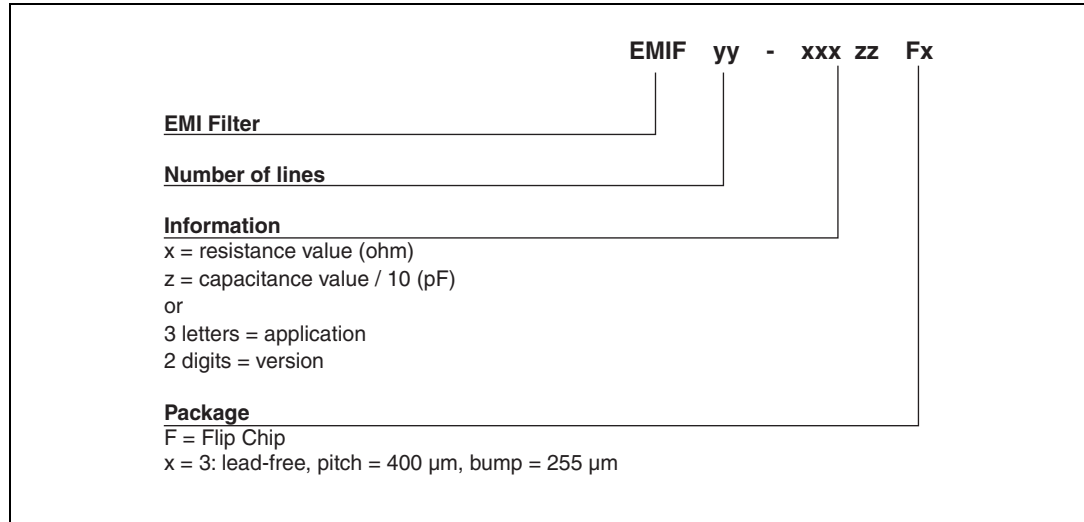 EMIF yy - xxx zz Fx
EMI Filter
Number of lines
Information
x = resistance value (ohm)
z = capacitance value / 10 (pF)
or
3 letters = application
2 digits = version
Package
F = Flip Chip
x = 3: lead-free, pitch = 400 µm, bump = 255 µm